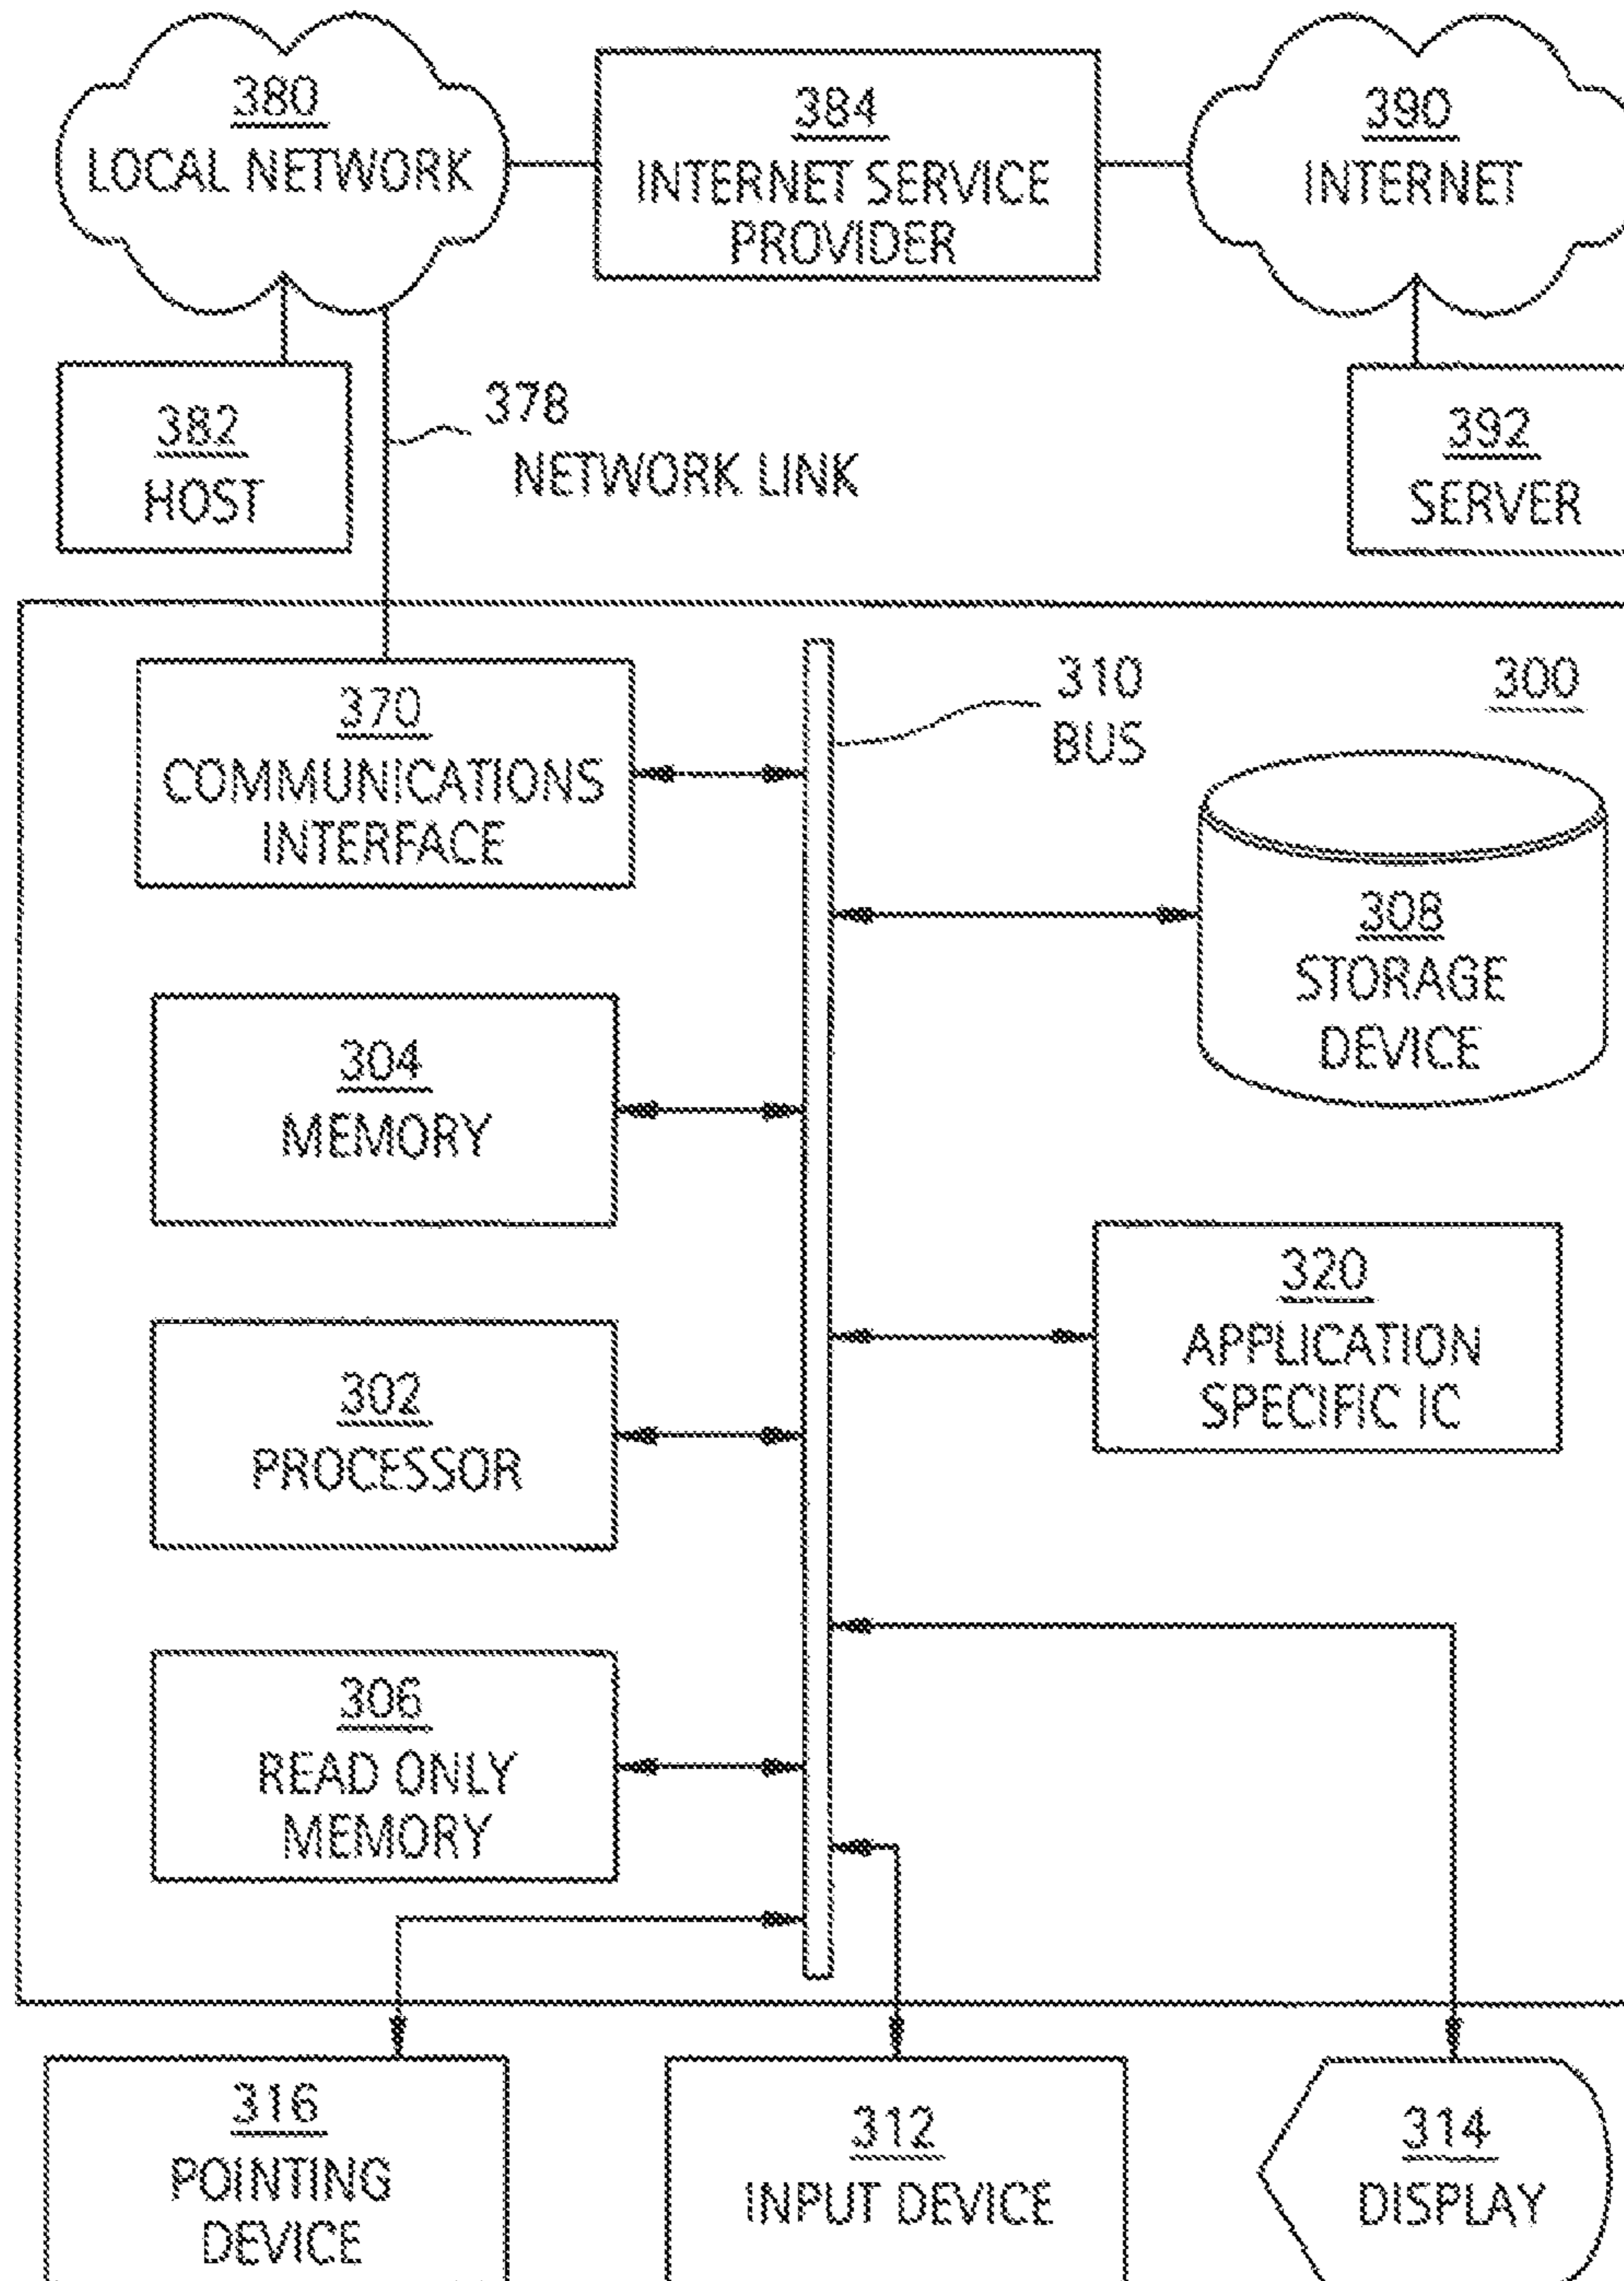 380
LOCAL NETWORK
384
INTERNET SERVICE
PROVIDER
390
INTERNET
382
HOST
378
NETWORK LINK
392
SERVER
370
COMMUNICATIONS
INTERFACE
310
BUS
300
308
STORAGE
DEVICE
304
MEMORY
320
APPLICATION
SPECIFIC IC
302
PROCESSOR
306
READ ONLY
MEMORY
316
POINTING
DEVICE
312
INPUT DEVICE
314
DISPLAY